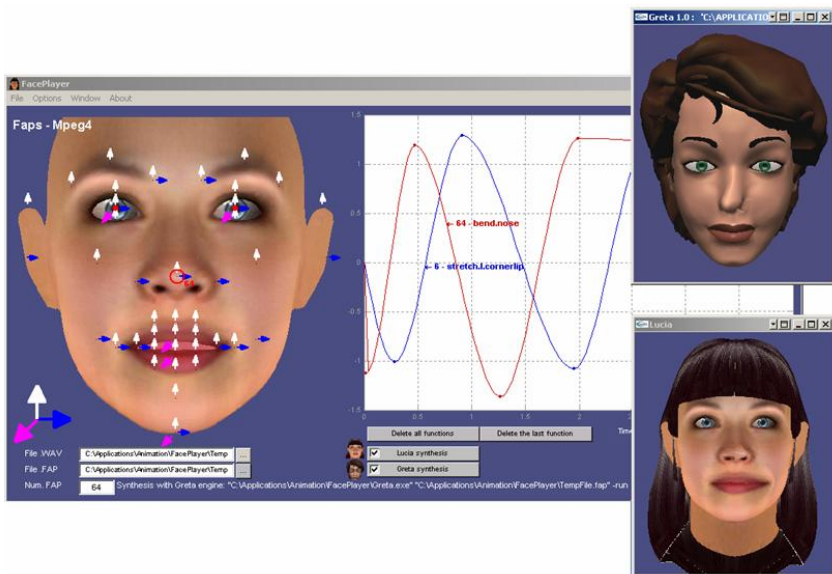 Greta 1.0 : 'C:\APPLICATIO
FacePlayer
File Options Window About
Faps - Mpeg4
1.5
1
0.5
0
-0.5
-1
-1.5
64 - bend.nose
6 - stretch.l.cornerlip
64
0 0.5 1 1.5 2
Time
Lucia
Delete all functions Delete the last function
File .WAV C:\Applications\Animation\FacePlayer\Temp ...
Lucia synthesis
File .FAP C:\Applications\Animation\FacePlayer\Temp ...
Greta synthesis
Num. FAP 64 Synthesis with Greta engine: "C:\Applications\Animation\FacePlayer\Greta.exe" "C:\Applications\Animation\FacePlayer\TempFile.fap" -run